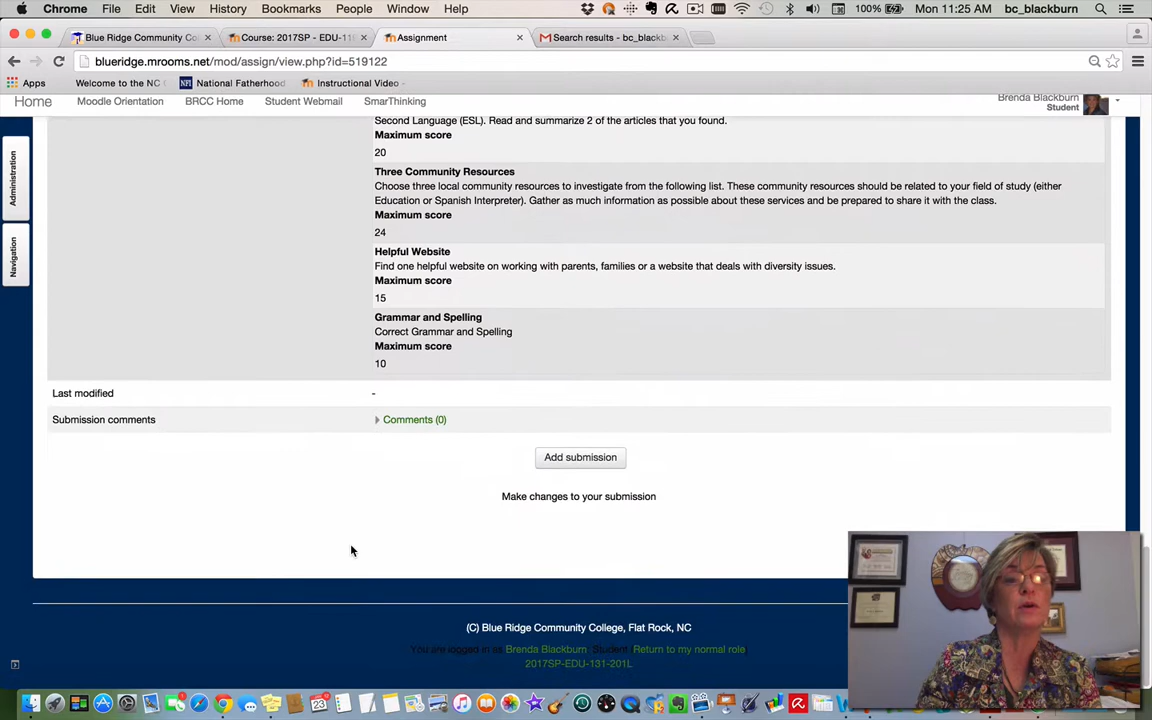 Chrome File Edit View History Bookmarks People Window Help 100% Mon 11:25 AM bc_blackburn
Blue Ridge Community Co Course: 2017SP - EDU-11 Assignment Search results - bc_blackb
blueridge.mrooms.net/mod/assign/view.php?id=519122
Apps Welcome to the NC NFI National Fatherhood Instructional Video
Home Moodle Orientation BRCC Home Student Webmail SmarTthinking Brenda Blackburn
Student
Administration
Navigation
Second Language (ESL). Read and summarize 2 of the articles that you found.
Maximum score
20
Three Community Resources
Choose three local community resources to investigate from the following list. These community resources should be related to your field of study (either
Education or Spanish Interpreter). Gather as much information as possible about these services and be prepared to share it with the class.
Maximum score
24
Helpful Website
Find one helpful website on working with parents, families or a website that deals with diversity issues.
Maximum score
15
Grammar and Spelling
Correct Grammar and Spelling
Maximum score
10
Last modified -
Submission comments Comments (0)
Add submission
Make changes to your submission
(C) Blue Ridge Community College, Flat Rock, NC
You are logged in as Brenda Blackburn: Student (Return to my normal role)
2017SP-EDU-131-201L